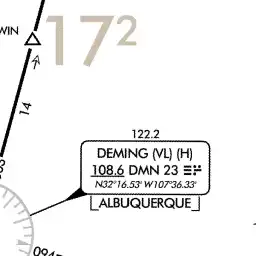 WIN
17²
14
122.2
DEMING (VL) (H)
108.6 DMN 23
N32°16.53' W107°36.33'
ALBUQUERQUE